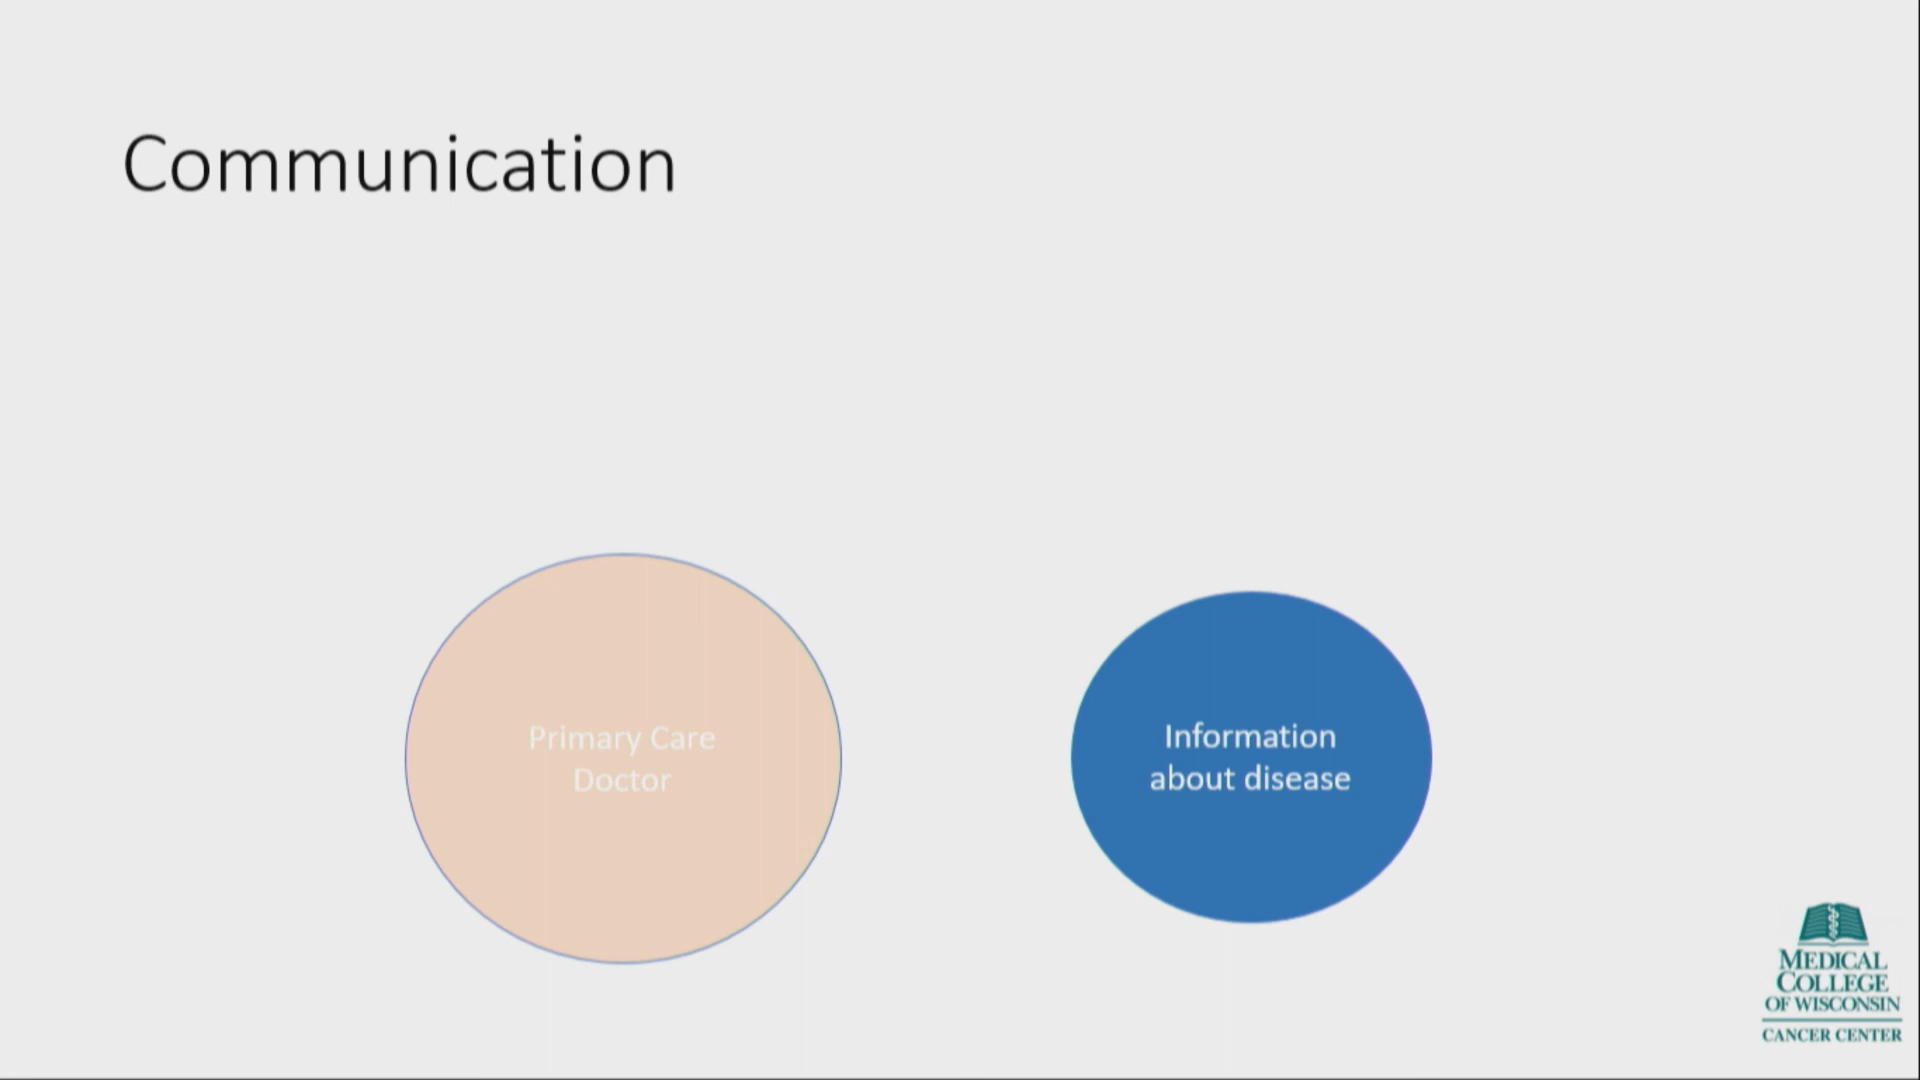 Communication
Primary Care
Doctor
Information
about disease
MEDICAL
COLLEGE
OF WISCONSIN
CANCER CENTER